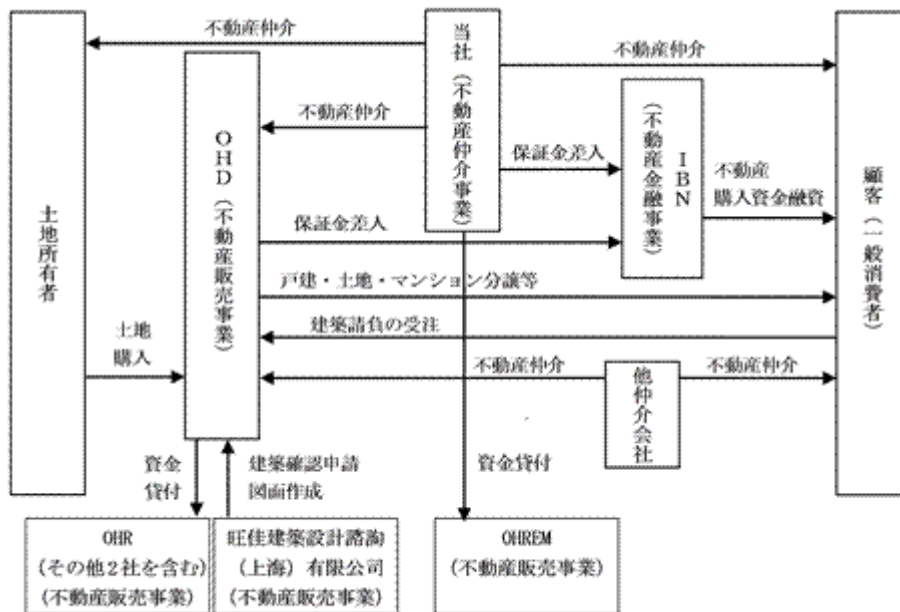 不動産仲介
当社（不動産仲介事業）
不動産仲介
不動産仲介
土地所有者
OHD（不動産販売事業）
保証金差入
IBN
（不動産金融事業）
不動産
購入資金融資
顧客（一般消費者）
保証金差入
戸建・土地・マンション分譲等
建築請負の受注
土地
購入
不動産仲介
他仲介会社
不動産仲介
資金
貸付
建築確認申請
図面作成
資金貸付
OHR
（その他2社を含む）
（不動産販売事業）
旺佳建築設計諮詢
（上海）有限公司
（不動産販売事業）
OHREM
（不動産販売事業）